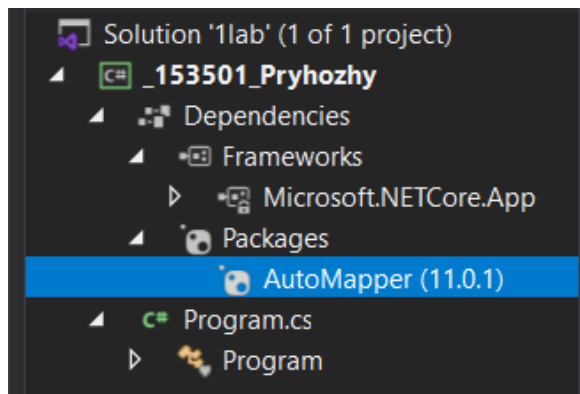 Solution '1lab' (1 of 1 project)
C# _153501_Pryhozhy
Dependencies
Frameworks
Microsoft.NETCore.App
Packages
AutoMapper (11.0.1)
C# Program.cs
Program